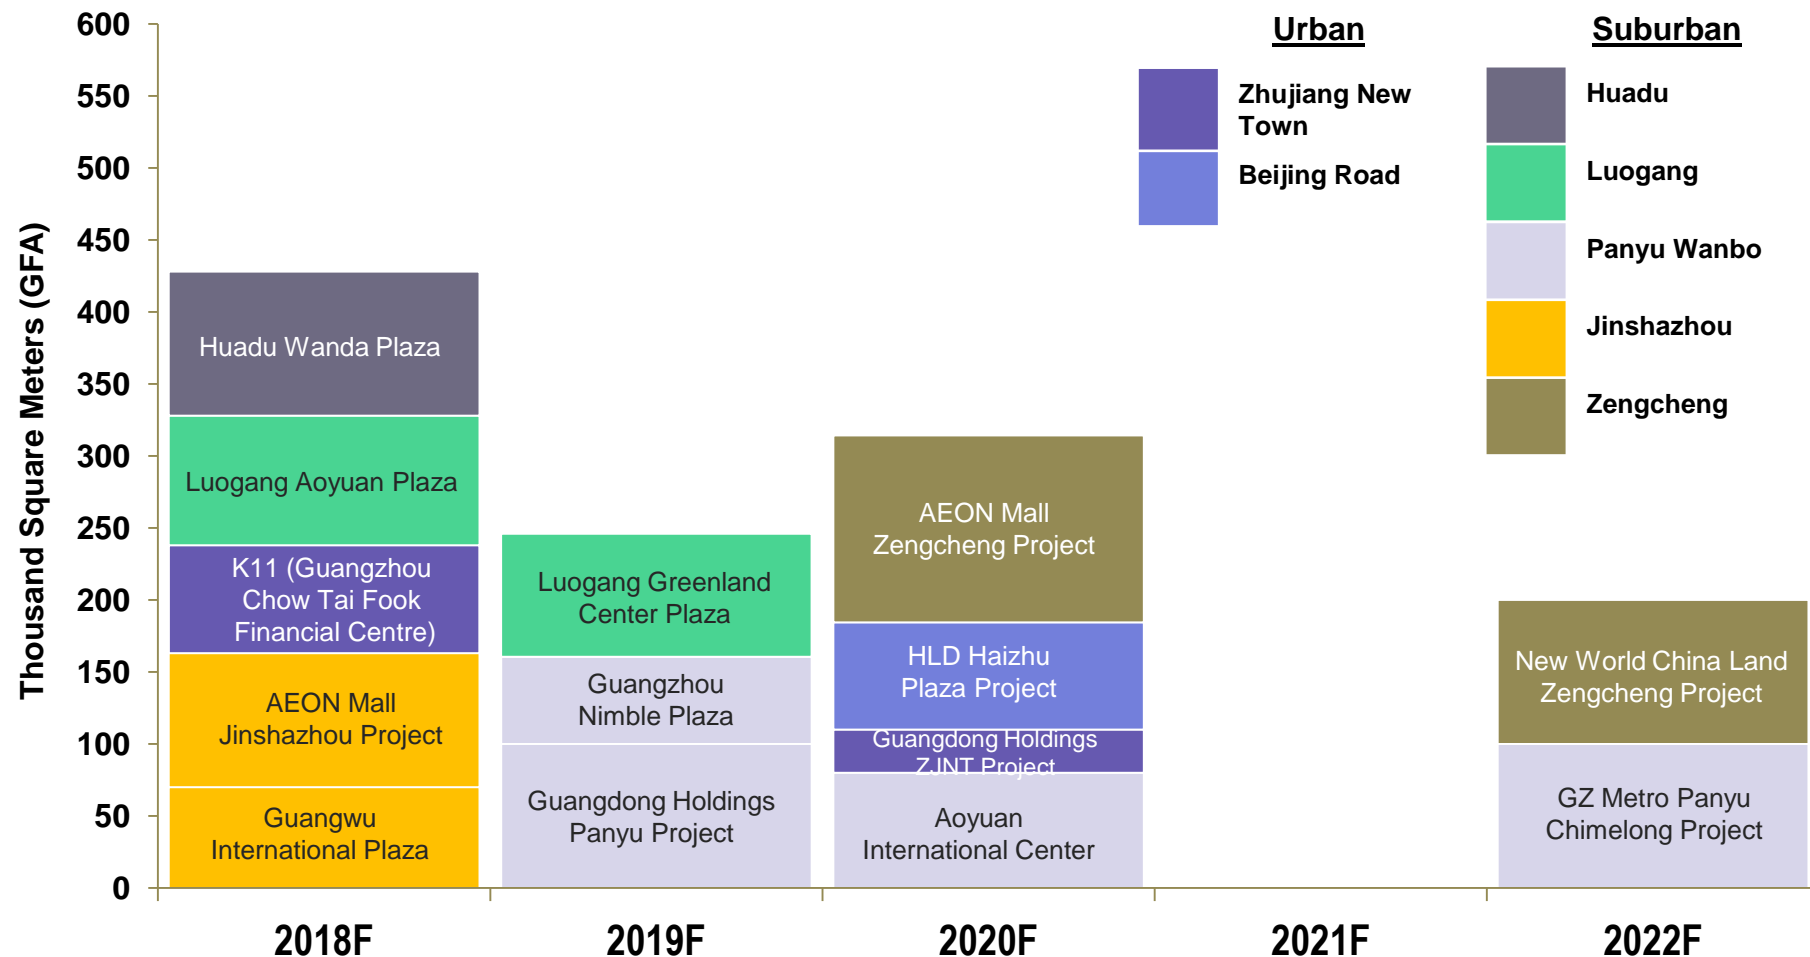 Thousand Square Meters (GFA)
600
550
500
450
400
350
300
250
200
150
100
50
0
Urban
Zhujiang New
Town
Beijing Road
Suburban
Huadu
Luogang
Panyu Wanbo
Jinshazhou
Zengcheng
Huadu Wanda Plaza
Luogang Aoyuan Plaza
K11 (Guangzhou
Chow Tai Fook
Financial Centre)
AEON Mall
Jinshazhou Project
Guangwu
International Plaza
Luogang Greenland
Center Plaza
Guangzhou
Nimble Plaza
Guangdong Holdings
Panyu Project
AEON Mall
Zengcheng Project
HLD Haizhu
Plaza Project
Guangdong Holdings
ZJNT Project
Aoyuan
International Center
New World China Land
Zengcheng Project
GZ Metro Panyu
Chimelong Project
2018F
2019F
2020F
2021F
2022F